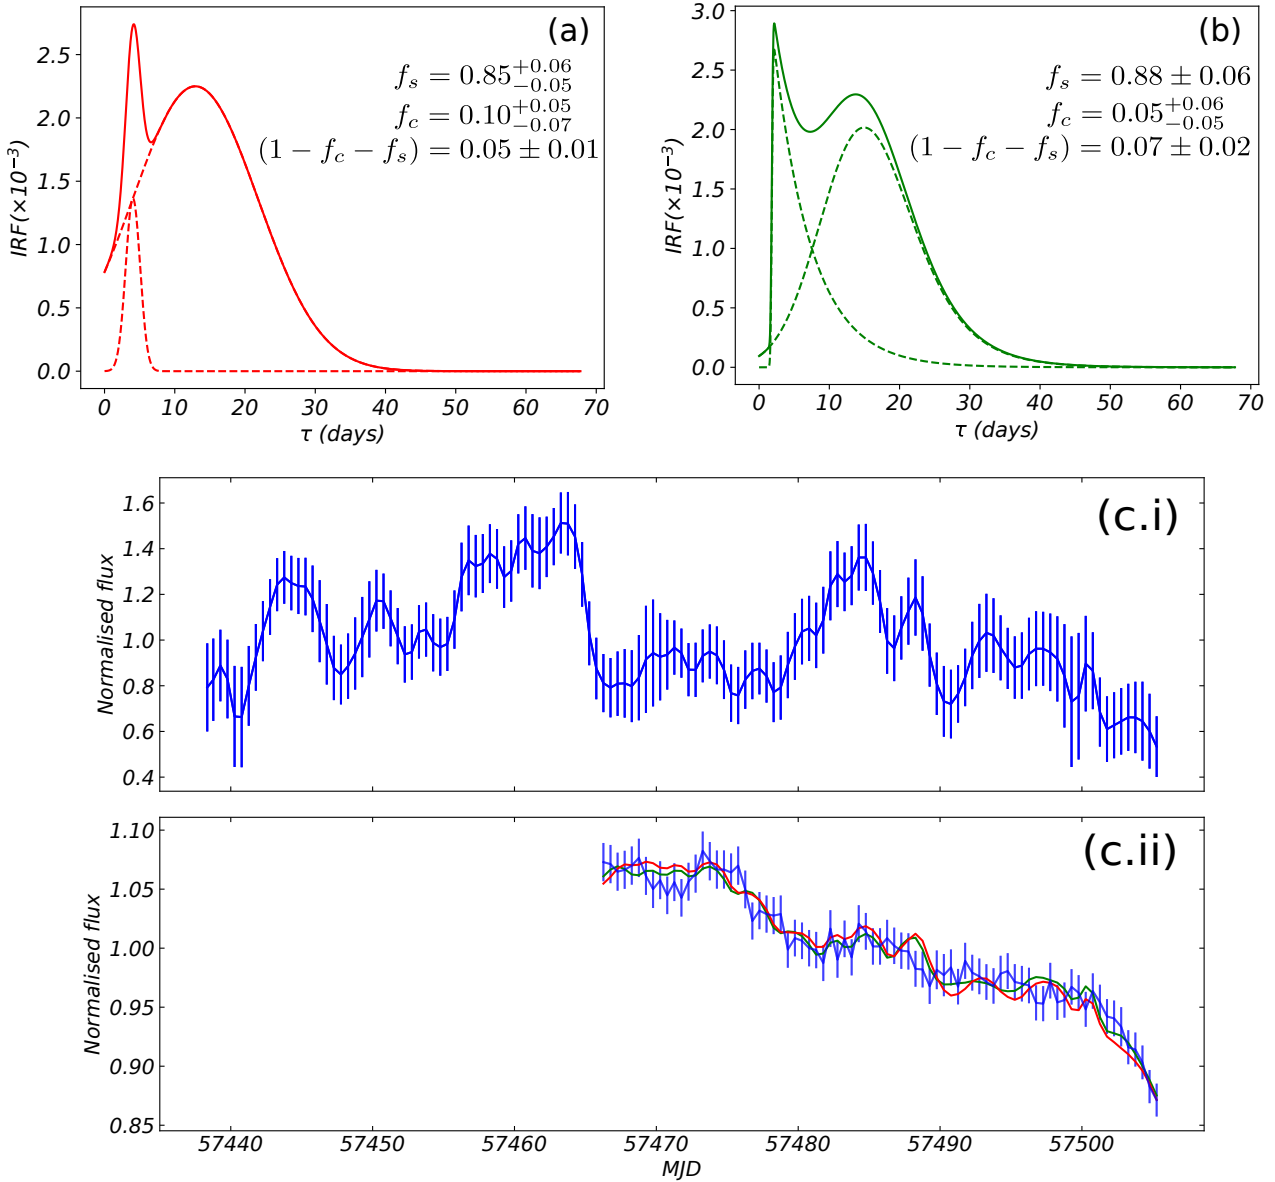 (a)
f_s = 0.85^{+0.06}_{-0.05}
f_c = 0.10^{+0.05}_{-0.07}
(1 − f_c − f_s) = 0.05 ± 0.01
IRF(×10^{−3})
2.5
2.0
1.5
1.0
0.5
0.0
0 10 20 30 40 50 60 70
τ (days)
(b)
f_s = 0.88 ± 0.06
f_c = 0.05^{+0.06}_{-0.05}
(1 − f_c − f_s) = 0.07 ± 0.02
IRF(×10^{−3})
3.0
2.5
2.0
1.5
1.0
0.5
0.0
0 10 20 30 40 50 60 70
τ (days)
(c.i)
Normalised flux
1.6
1.4
1.2
1.0
0.8
0.6
0.4
(c.ii)
Normalised flux
1.10
1.05
1.00
0.95
0.90
0.85
57440 57450 57460 57470 57480 57490 57500
MJD